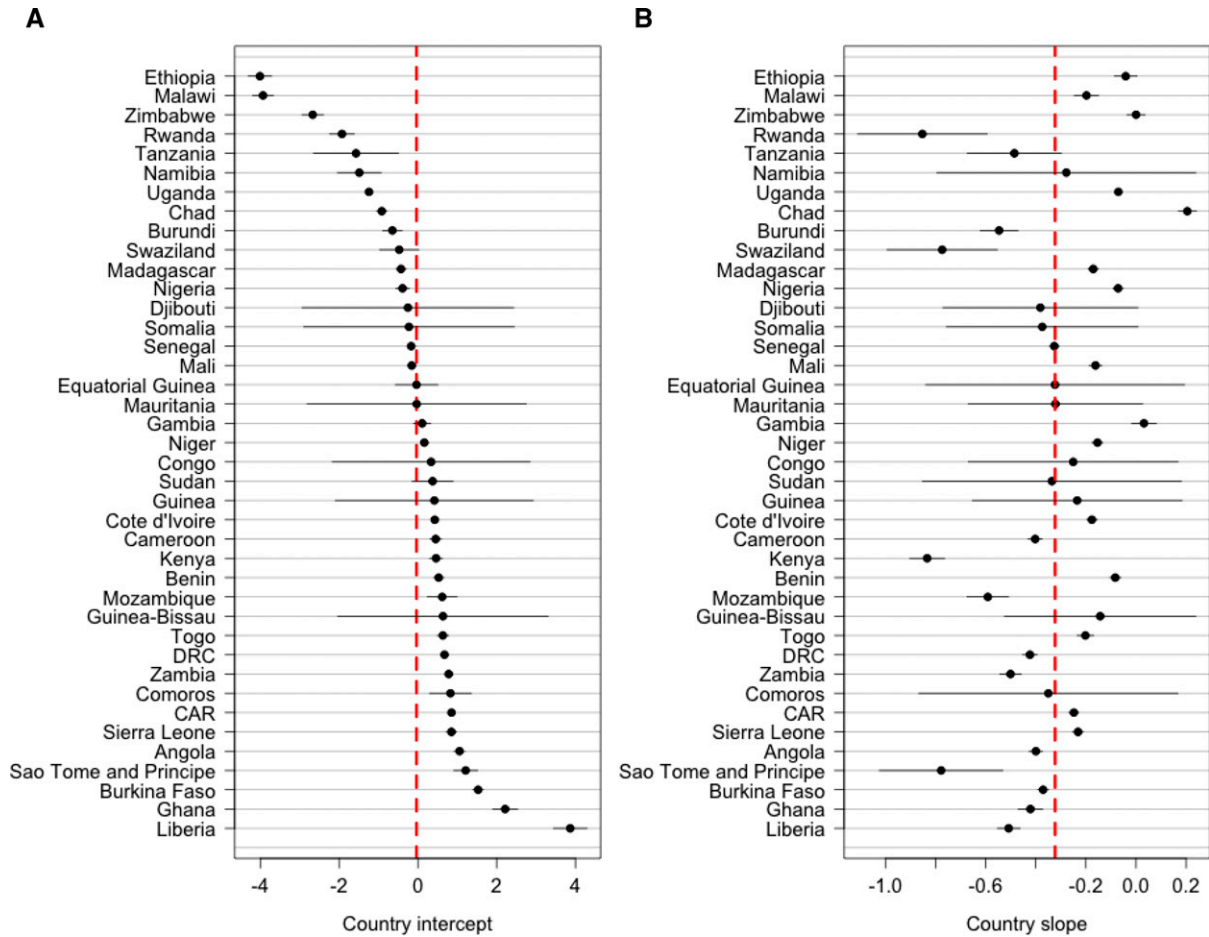 A
Ethiopia
Malawi
Zimbabwe
Rwanda
Tanzania
Namibia
Uganda
Chad
Burundi
Swaziland
Madagascar
Nigeria
Djibouti
Somalia
Senegal
Mali
Equatorial Guinea
Mauritania
Gambia
Niger
Congo
Sudan
Guinea
Cote d'Ivoire
Cameroon
Kenya
Benin
Mozambique
Guinea-Bissau
Togo
DRC
Zambia
Comoros
CAR
Sierra Leone
Angola
Sao Tome and Principe
Burkina Faso
Ghana
Liberia
-4 -2 0 2 4
Country intercept
B
Ethiopia
Malawi
Zimbabwe
Rwanda
Tanzania
Namibia
Uganda
Chad
Burundi
Swaziland
Madagascar
Nigeria
Djibouti
Somalia
Senegal
Mali
Equatorial Guinea
Mauritania
Gambia
Niger
Congo
Sudan
Guinea
Cote d'Ivoire
Cameroon
Kenya
Benin
Mozambique
Guinea-Bissau
Togo
DRC
Zambia
Comoros
CAR
Sierra Leone
Angola
Sao Tome and Principe
Burkina Faso
Ghana
Liberia
-1.0 -0.6 -0.2 0.0 0.2
Country slope